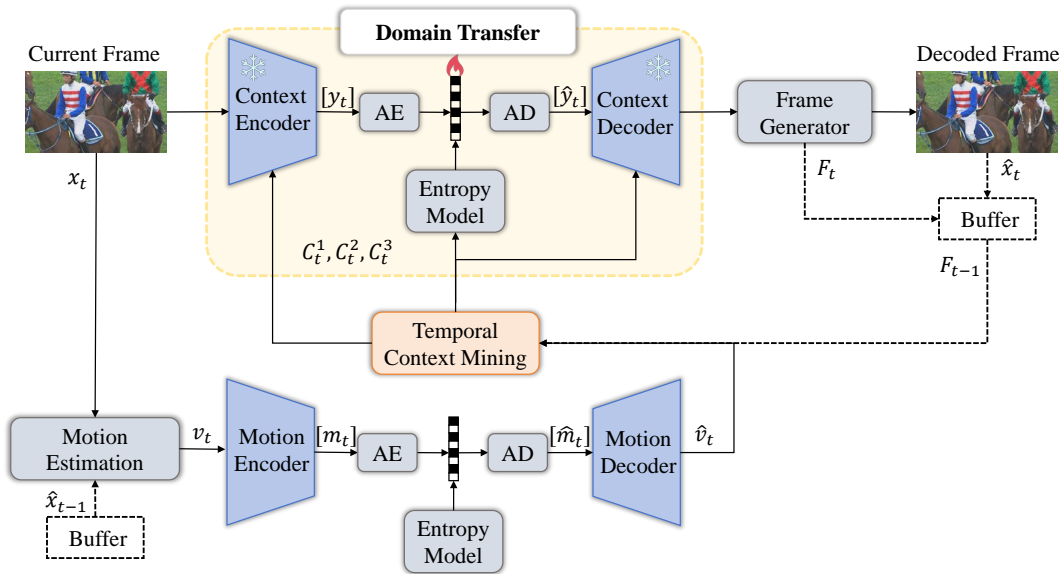 Domain Transfer
Current Frame
Decoded Frame
Context
Encoder
[y_t]
AE
AD
[ŷ_t]
Context
Decoder
Frame
Generator
x_t
F_t
x̂_t
Entropy
Model
Buffer
C_t^1, C_t^2, C_t^3
F_{t-1}
Temporal
Context Mining
Motion
Estimation
v_t
Motion
Encoder
[m_t]
AE
AD
[m̂_t]
Motion
Decoder
v̂_t
x̂_{t-1}
Buffer
Entropy
Model